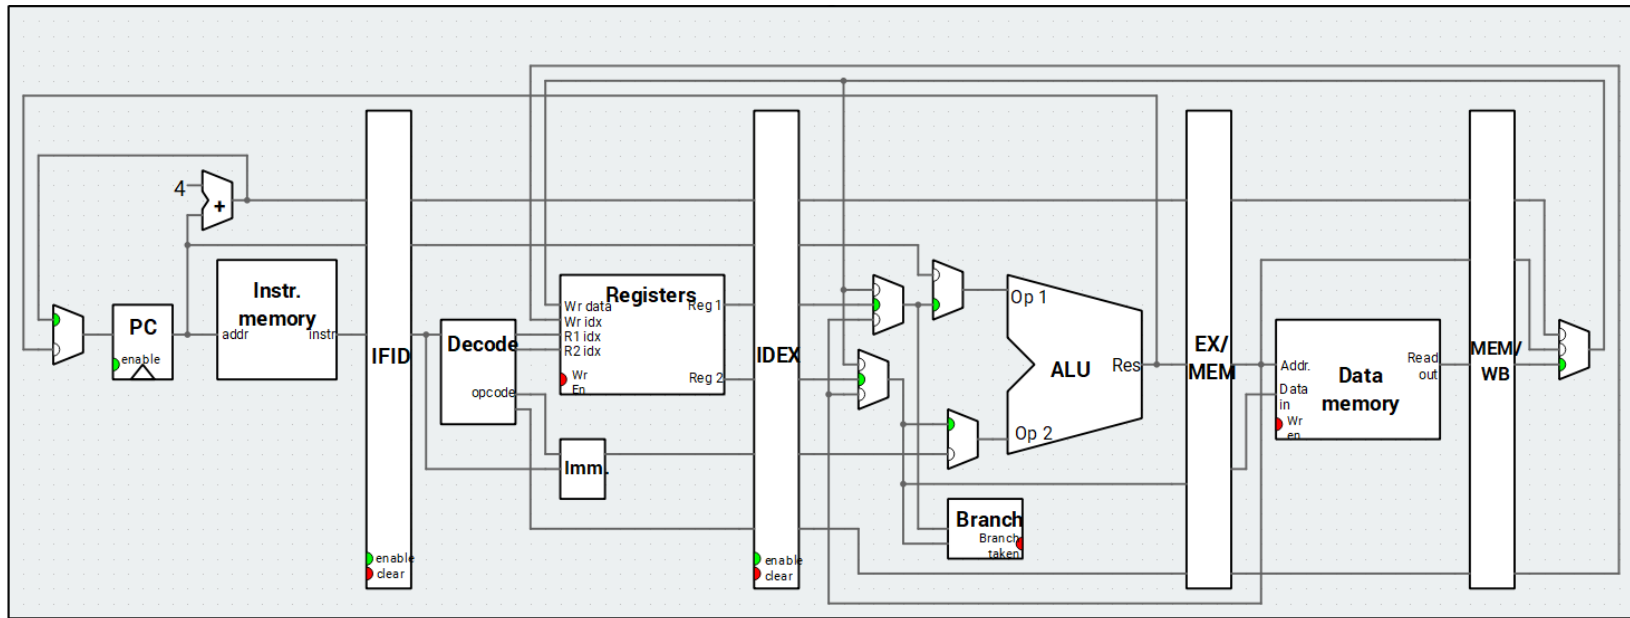 4
+
PC
enable
Instr.
memory
addr
instr
IFID
enable
clear
Decode
opcode
Registers
Wr data
Wr idx
R1 idx
R2 idx
Wr
En
Reg 1
Reg 2
Imm.
IDEX
enable
clear
Op 1
Op 2
ALU
Res
Branch
Branch
taken
EX/
MEM
Addr.
Data
in
Wr
en
Data
memory
Read
out
MEM/
WB